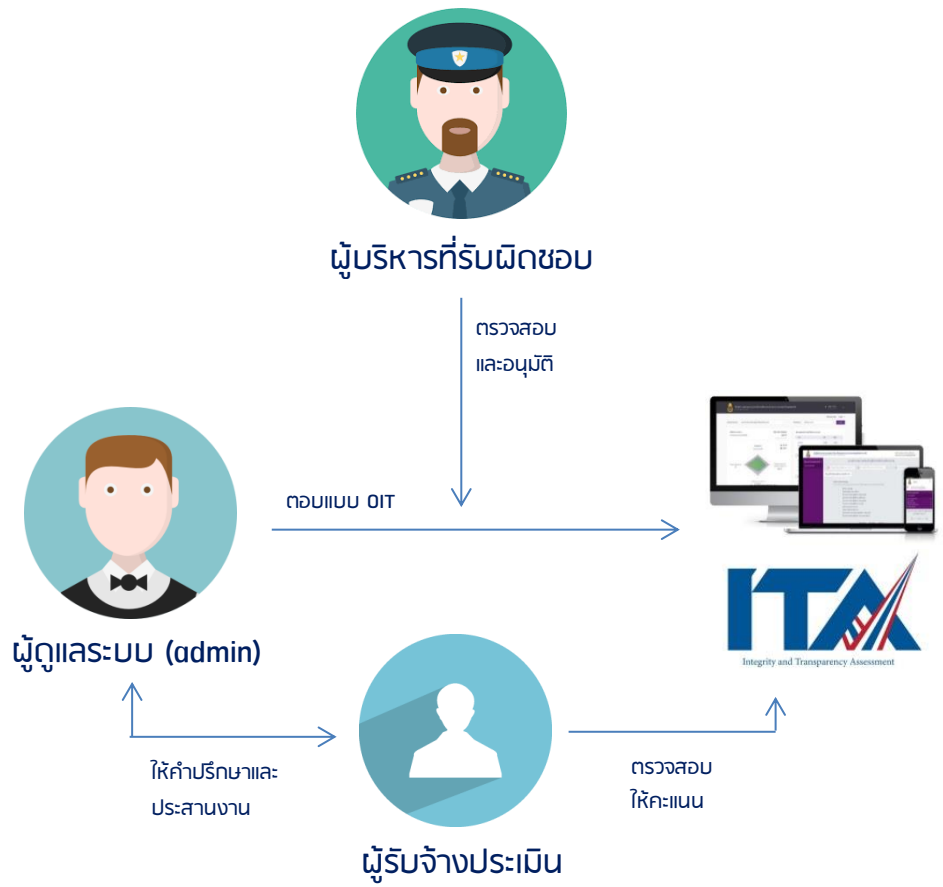 ผู้บริหารที่รับผิดชอบ
ตรวจสอบ
และอนุมัติ
ตอบแบบ OIT
ผู้ดูแลระบบ (admin)
ITA
Integrity and Transparency Assessment
ให้คำปรึกษาและ
ประสานงาน
ตรวจสอบ
ให้คะแนน
ผู้รับจ้างประเมิน